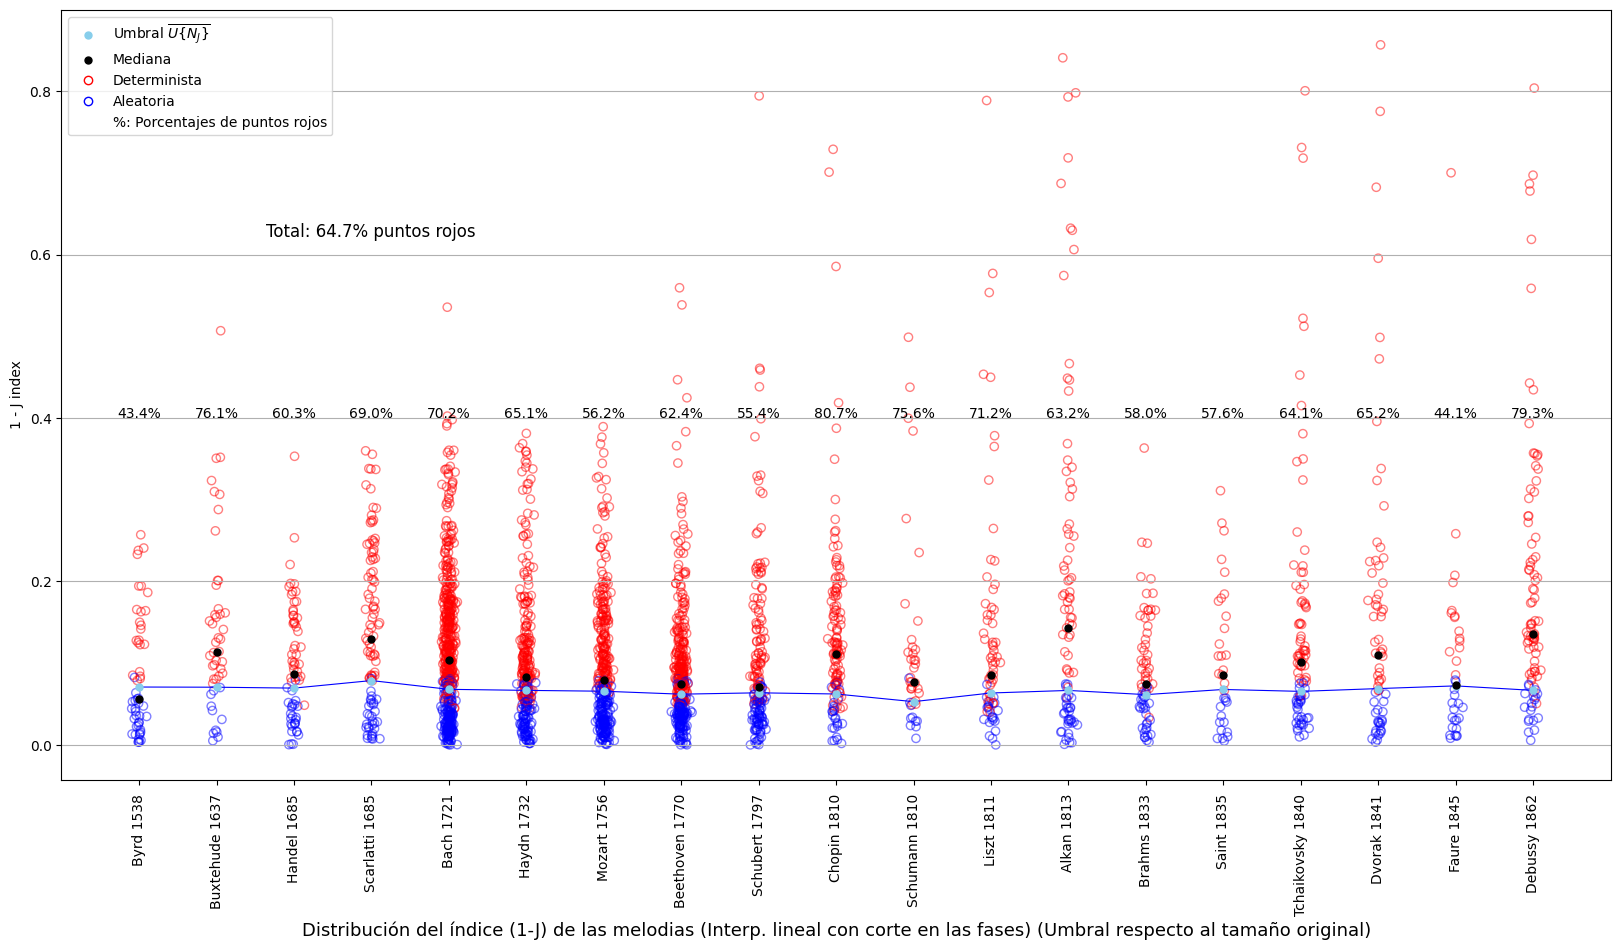 Umbral U{N_J}
Mediana
Determinista
Aleatoria
%: Porcentajes de puntos rojos
Total: 64.7% puntos rojos
1 - J index
0.8
0.6
0.4
0.2
0.0
43.4% 76.1% 60.3% 69.0% 70.2% 65.1% 56.2% 62.4% 55.4% 80.7% 75.6% 71.2% 63.2% 58.0% 57.6% 64.1% 65.2% 44.1% 79.3%
Byrd 1538
Buxtehude 1637
Handel 1685
Scarlatti 1685
Bach 1721
Haydn 1732
Mozart 1756
Beethoven 1770
Schubert 1797
Chopin 1810
Schumann 1810
Liszt 1811
Alkan 1813
Brahms 1833
Saint 1835
Tchaikovsky 1840
Dvorak 1841
Faure 1845
Debussy 1862
Distribución del índice (1-J) de las melodias (Interp. lineal con corte en las fases) (Umbral respecto al tamaño original)